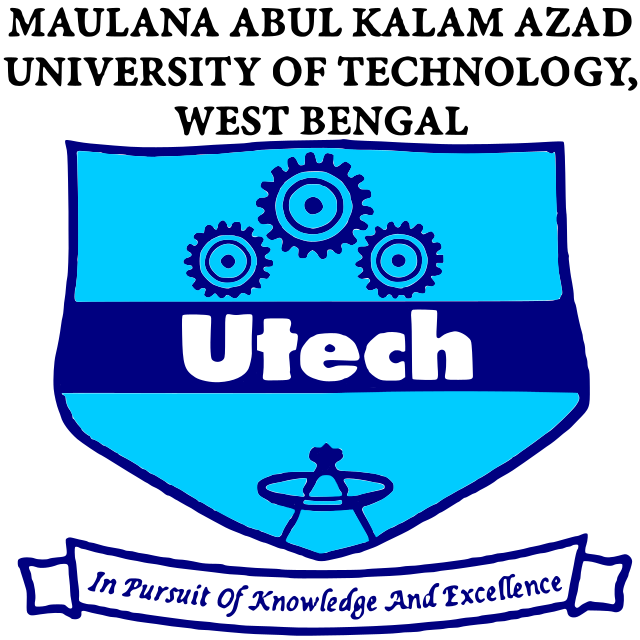 MAULANA ABUL KALAM AZAD
UNIVERSITY OF TECHNOLOGY,
WEST BENGAL
Utech
In Pursuit Of Knowledge And Excellence